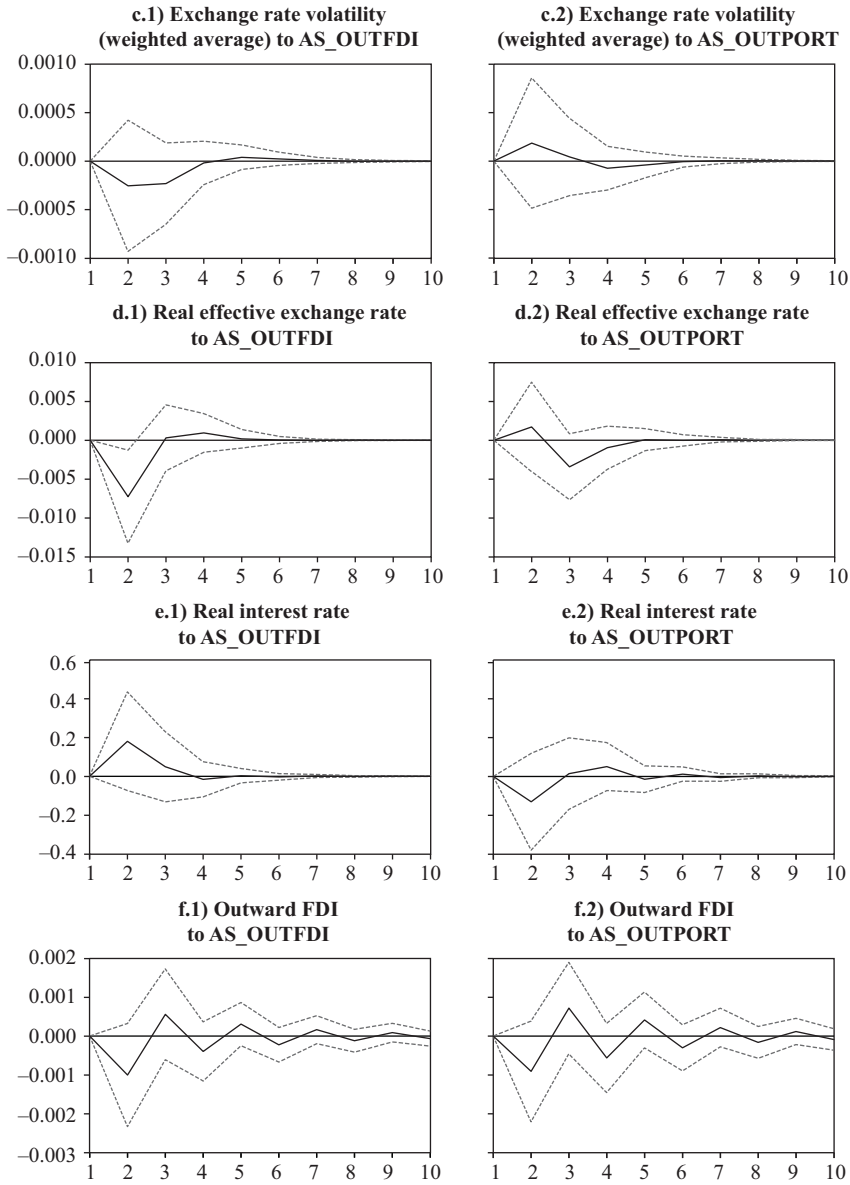 c.1) Exchange rate volatility
(weighted average) to AS_OUTFDI
0.0010
0.0005
0.0000
–0.0005
–0.0010
1 2 3 4 5 6 7 8 9 10
c.2) Exchange rate volatility
(weighted average) to AS_OUTPORT
1 2 3 4 5 6 7 8 9 10
d.1) Real effective exchange rate
to AS_OUTFDI
0.010
0.005
0.000
–0.005
–0.010
–0.015
1 2 3 4 5 6 7 8 9 10
d.2) Real effective exchange rate
to AS_OUTPORT
1 2 3 4 5 6 7 8 9 10
e.1) Real interest rate
to AS_OUTFDI
0.6
0.4
0.2
0.0
–0.2
–0.4
1 2 3 4 5 6 7 8 9 10
e.2) Real interest rate
to AS_OUTPORT
1 2 3 4 5 6 7 8 9 10
f.1) Outward FDI
to AS_OUTFDI
0.002
0.001
0.000
–0.001
–0.002
–0.003
1 2 3 4 5 6 7 8 9 10
f.2) Outward FDI
to AS_OUTPORT
1 2 3 4 5 6 7 8 9 10